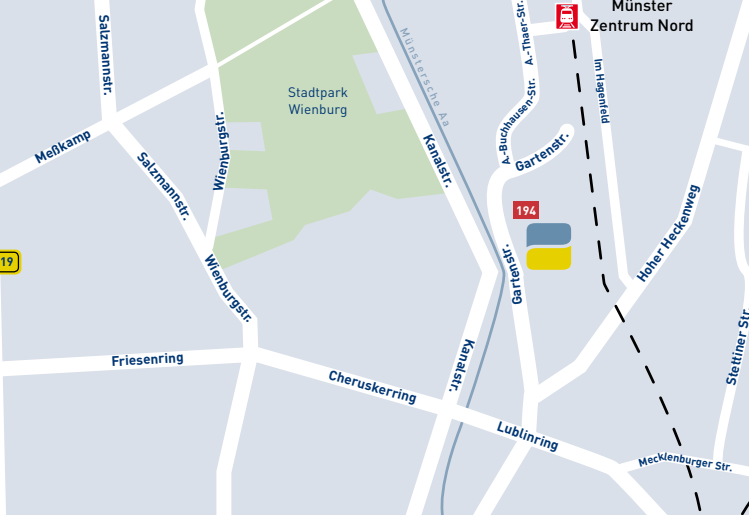 Münster
Zentrum Nord
Salzmannstr.
A.-Thaer-Str.
Münstersche Aa
Im Hagenfeld
Stadtpark
Wienburg
A.-Buchhausen-Str.
Meßkamp
Wienburgstr.
Kanalstr.
Gartenstr.
Salzmannstr.
194
Hoher Heckenweg
19
Wienburgstr.
Gartenstr.
Stettiner Str.
Friesenring
Kanalstr.
Cheruskerring
Lublinring
Mecklenburger Str.